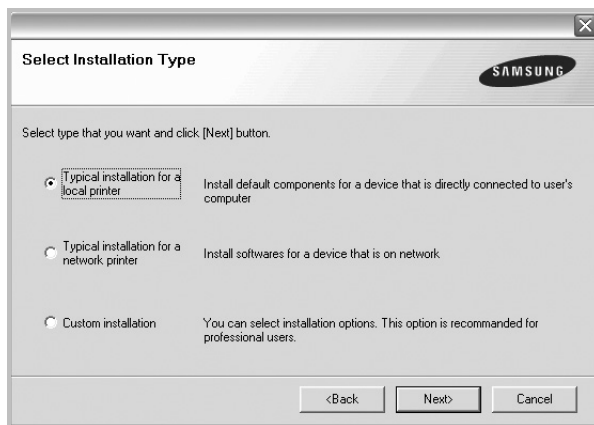 Select Installation Type
SAMSUNG
Select type that you want and click [Next] button.
Typical installation for a
local printer
Install default components for a device that is directly connected to user's
computer
Typical installation for a
network printer
Install softwares for a device that is on network
Custom installation
You can select installation options. This option is recommanded for
professional users.
<Back
Next>
Cancel